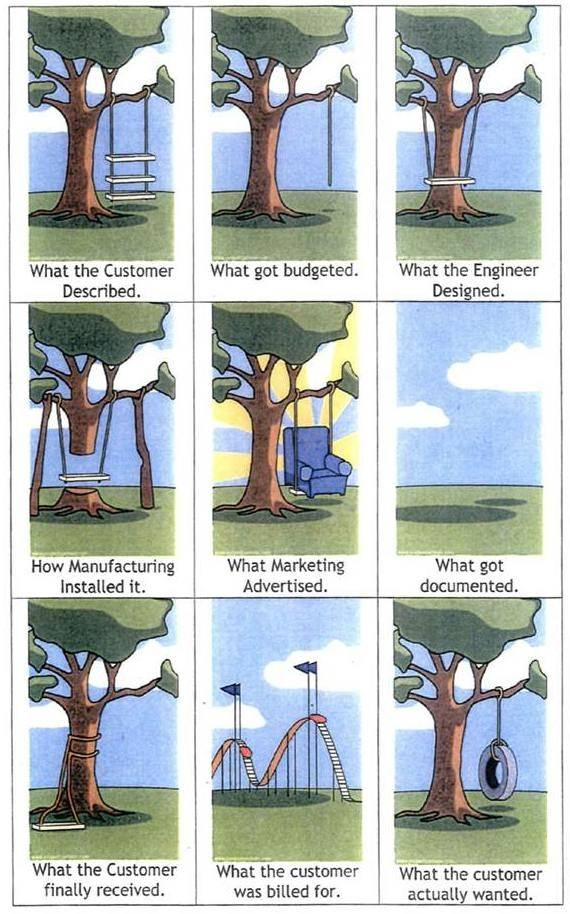 What the Customer
Described.
What got budgeted.
What the Engineer
Designed.
How Manufacturing
Installed it.
What Marketing
Advertised.
What got
documented.
What the Customer
finally received.
What the customer
was billed for.
What the customer
actually wanted.